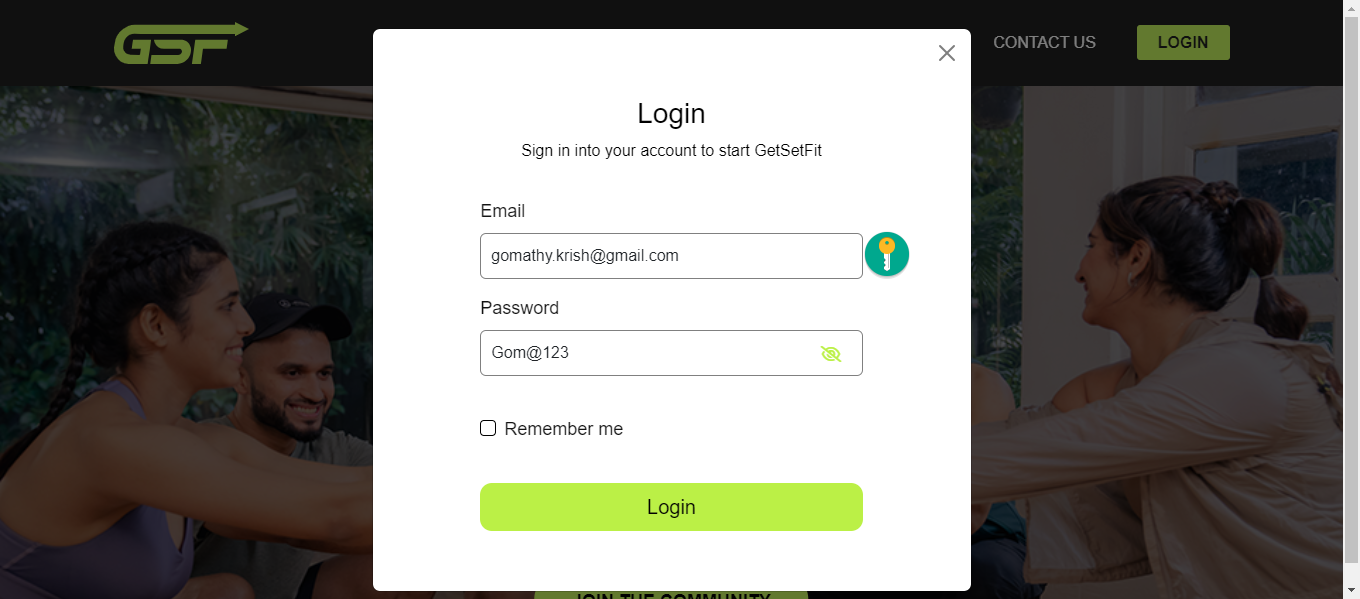 GSF
CONTACT US
LOGIN
Login
Sign in into your account to start GetSetFit
Email
gomathy.krish@gmail.com
Password
Gom@123
Remember me
Login
JOIN THE COMMUNITY